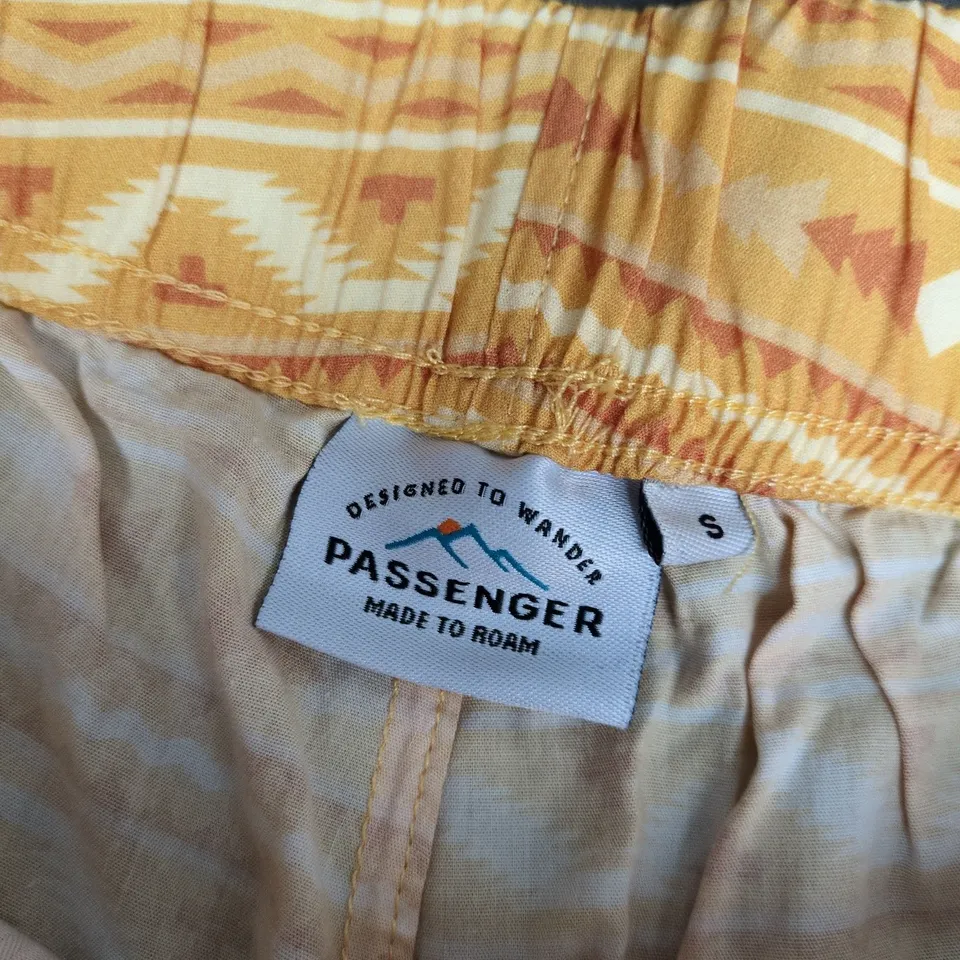 DESIGNED TO WANDER
PASSENGER
MADE TO ROAM
S